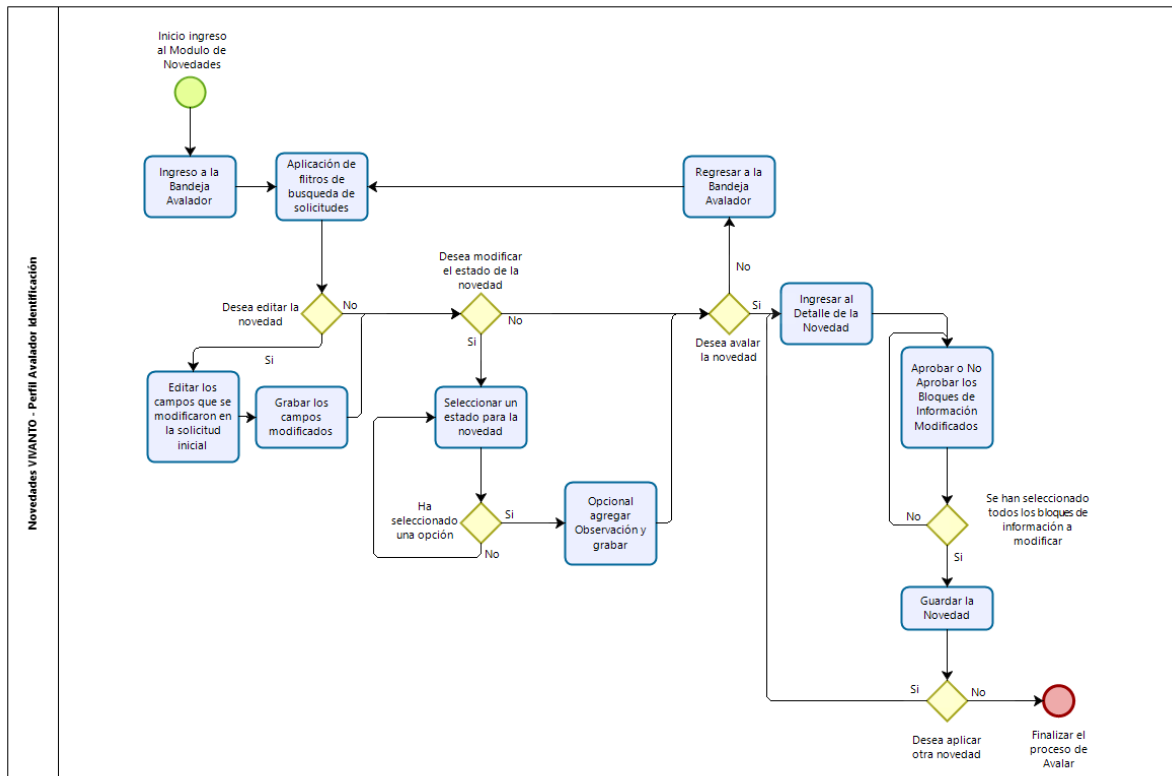 Novedades VIVANTO - Perfil Avalador Identificación
Inicio ingreso
al Modulo de
Novedades
Ingreso a la
Bandeja
Avalador
Aplicación de
flitros de
busqueda de
solicitudes
Regresar a la
Bandeja
Avalador
Desea editar la
novedad
No
Si
Desea modificar
el estado de la
novedad
No
Si
No
Si
Desea avalar
la novedad
Ingresar al
Detalle de la
Novedad
Editar los
campos que se
modificaron en
la solicitud
inicial
Grabar los
campos
modificados
Seleccionar un
estado para la
novedad
Aprobar o No
Aprobar los
Bloques de
Información
Modificados
Ha
seleccionado
una opción
Si
No
Opcional
agregar
Observación y
grabar
No
Se han seleccionado
todos los bloques de
información a
modificar
Si
Guardar la
Novedad
Si
No
Desea aplicar
otra novedad
Finalizar el
proceso de
Avalar